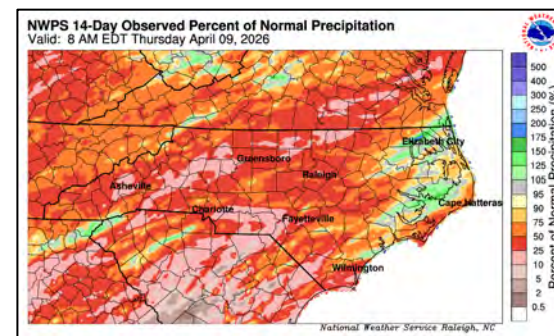 NWPS 14-Day Observed Percent of Normal Precipitation
Valid: 8 AM EDT Thursday April 09, 2026
Elizabeth City
Greensboro
Raleigh
Asheville
Cape Hatteras
Charlotte
Fayetteville
Wilmington
500
400
300
250
200
175
150
125
105
95
90
75
50
25
10
5
2
0.5
Percent of Normal Precipitation (%)
National Weather Service Raleigh, NC